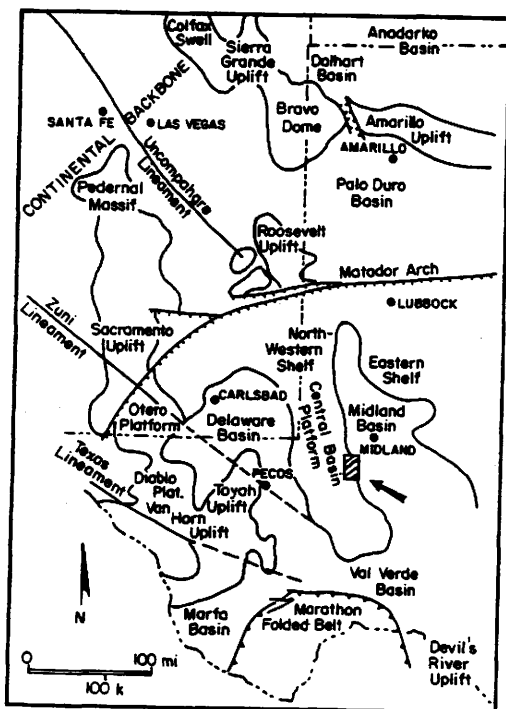 Colfax
Swell
Sierra
Grande
Uplift
Anadarko
Basin
Dalhart
Basin
Bravo
Dome
Amarillo
Uplift
AMARILLO
SANTA FE
LAS VEGAS
CONTINENTAL BACKBONE
Uncompahgre
Lineament
Pedernal
Massif
Palo Duro
Basin
Roosevelt
Uplift
Matador Arch
LUBBOCK
Zuni
Lineament
Sacramento
Uplift
North-
Western
Shelf
Eastern
Shelf
CARLSBAD
Central Basin
Platform
Midland
Basin
MIDLAND
Otero
Platform
Delaware
Basin
Texas
Lineament
PECOS
Diablo
Plat.
Toyah
Uplift
Van
Horn
Uplift
Val Verde
Basin
N
Marfa
Basin
Marathon
Folded Belt
Devil's
River
Uplift
0 100 mi
100 k